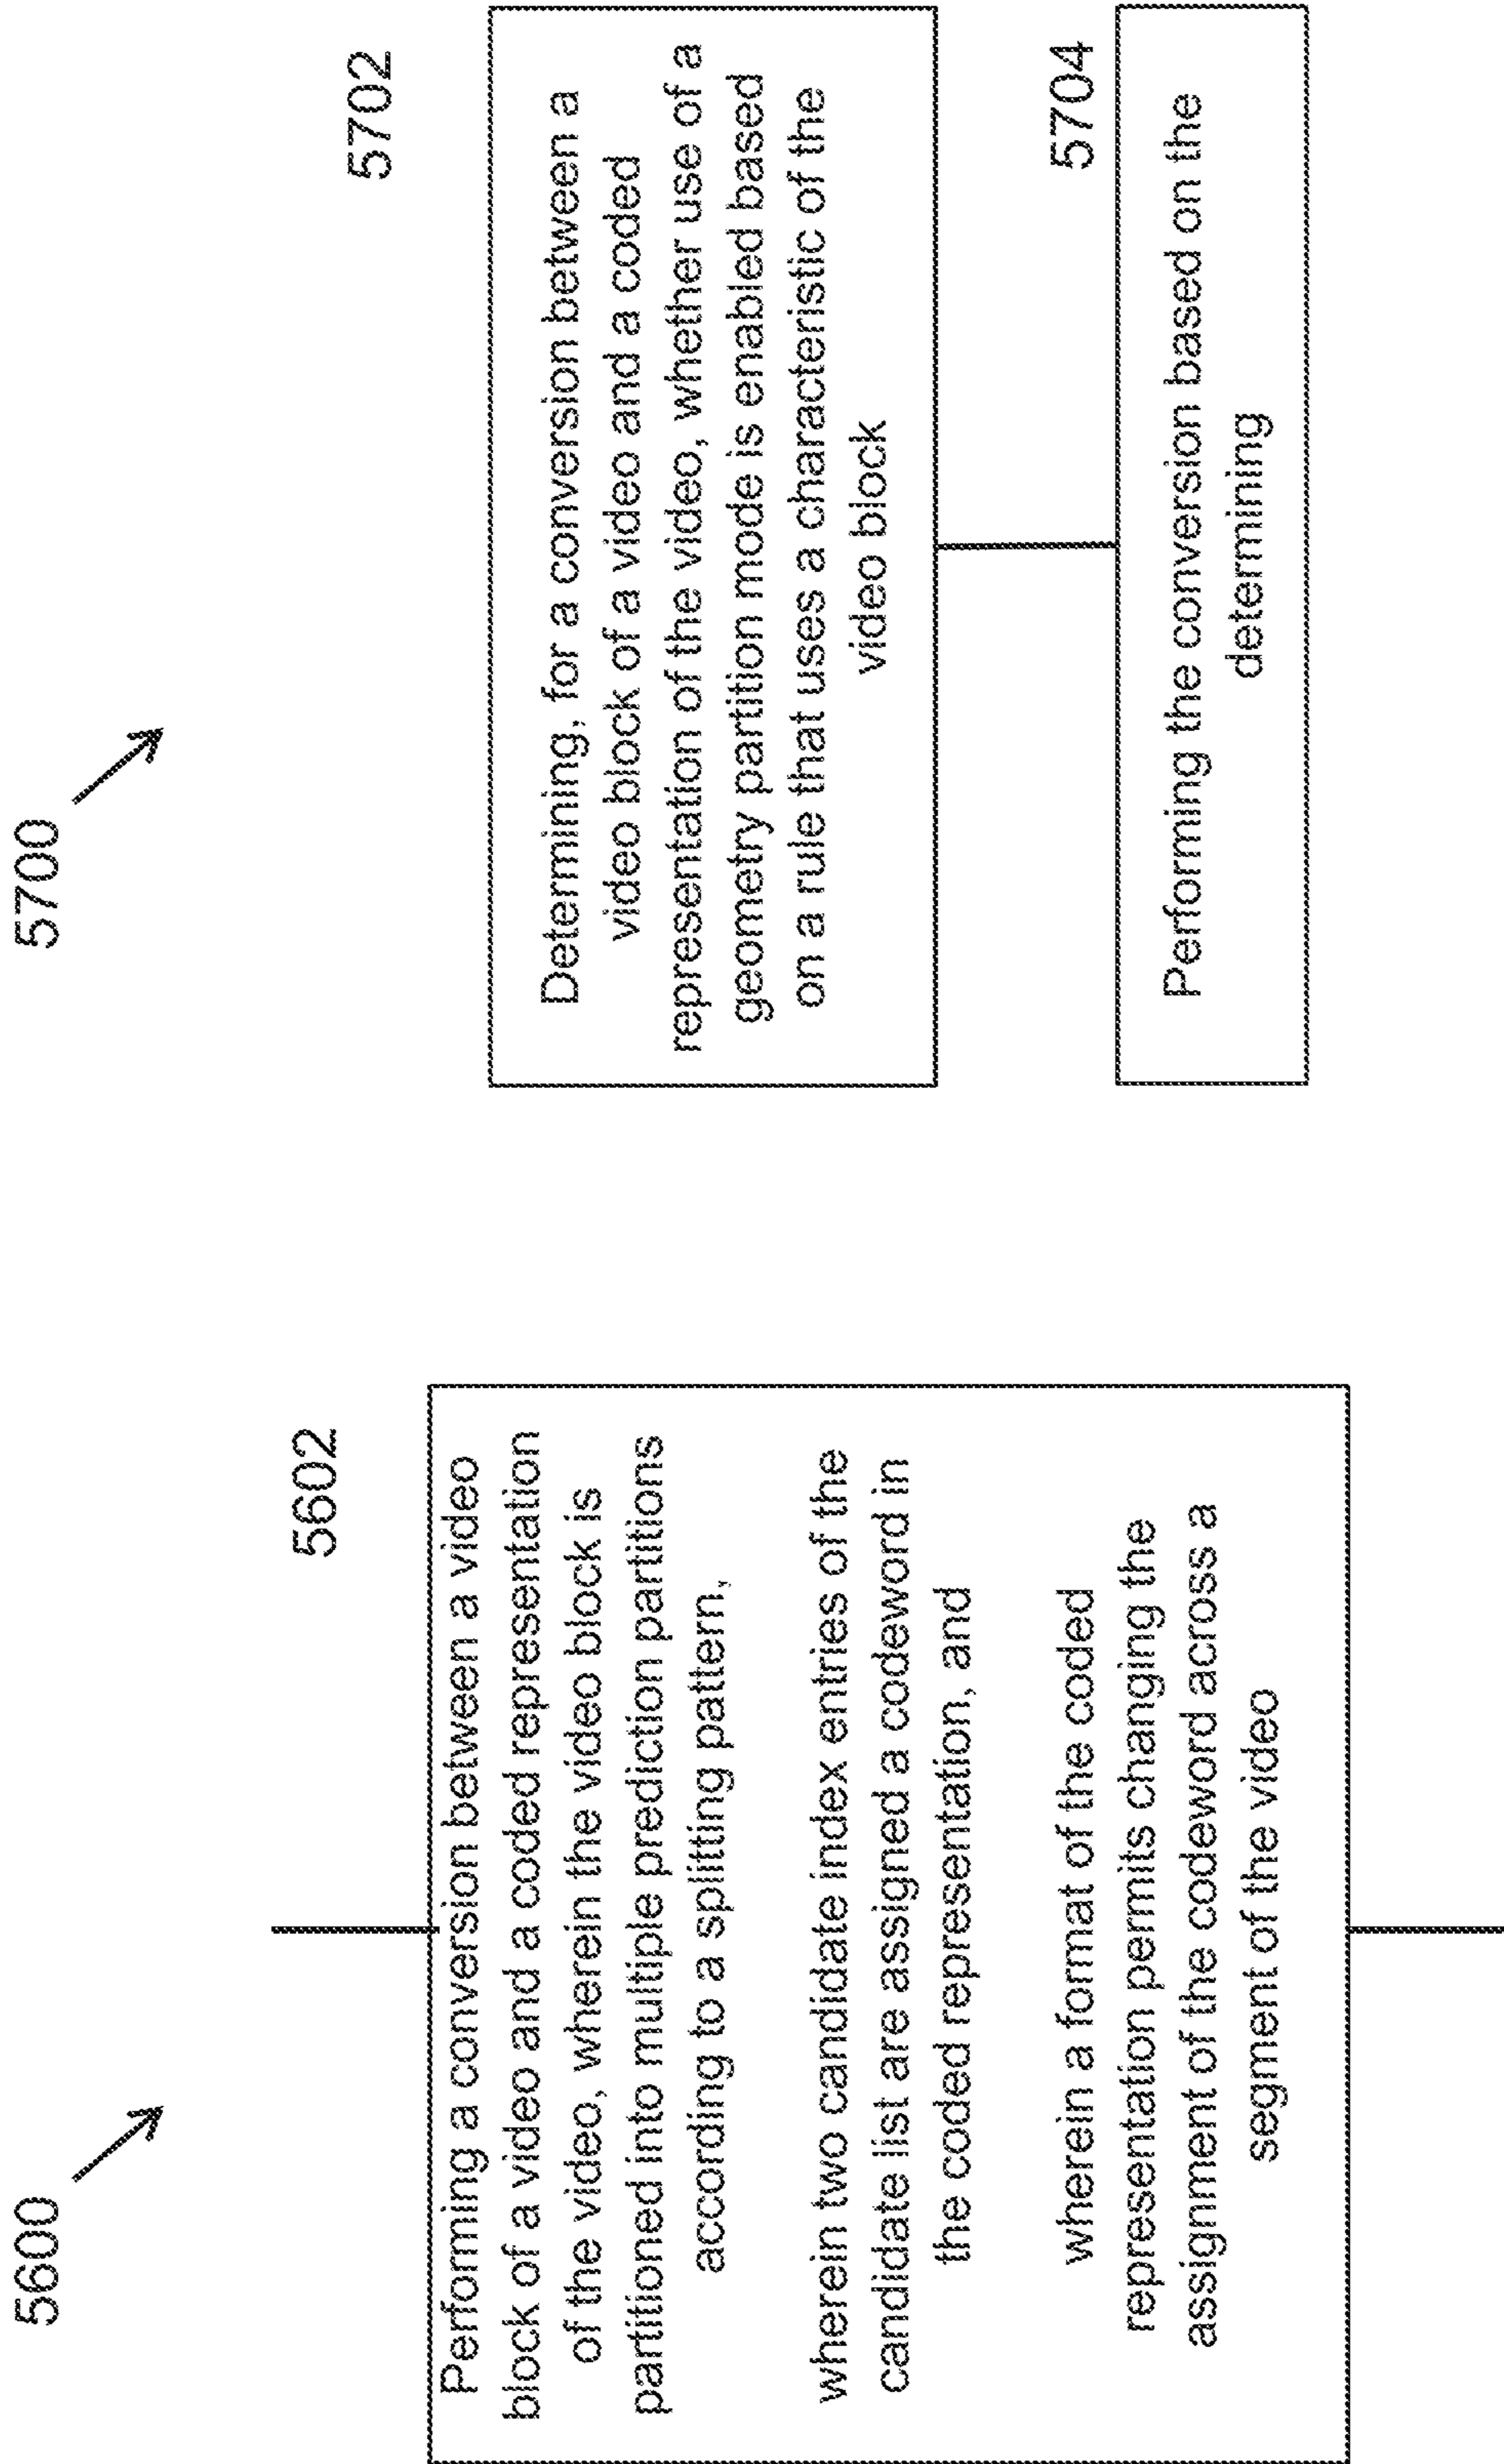 5600
5602
Performing a conversion between a video
block of a video and a coded representation
of the video, wherein the video block is
partitioned into multiple prediction partitions
according to a splitting pattern,
wherein two candidate index entries of the
candidate list are assigned a codeword in
the coded representation, and
wherein a format of the coded
representation permits changing the
assignment of the codeword across a
segment of the video
5700
5702
Determining, for a conversion between a
video block of a video and a coded
representation of the video, whether use of a
geometry partition mode is enabled based
on a rule that uses a characteristic of the
video block
5704
Performing the conversion based on the
determining